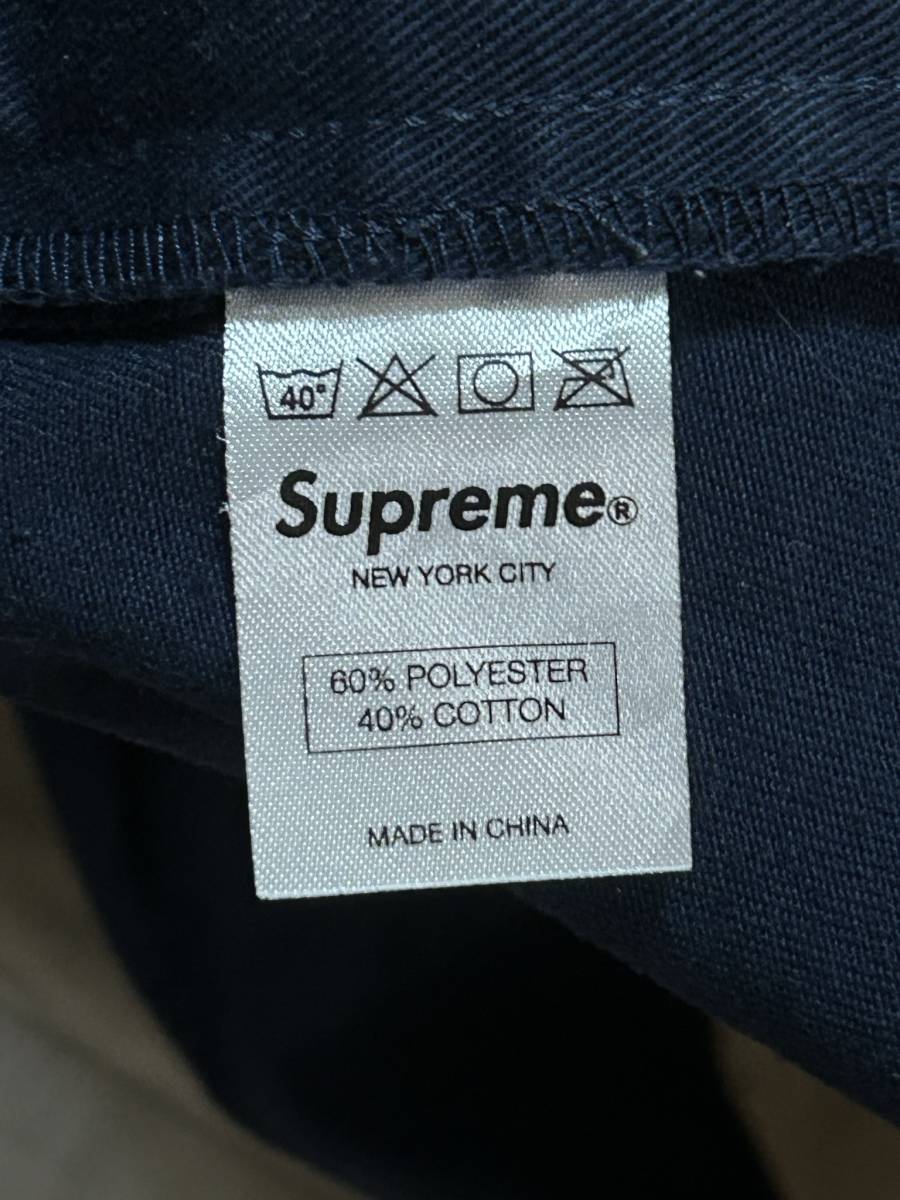 40°
Supreme®
NEW YORK CITY
60% POLYESTER
40% COTTON
MADE IN CHINA